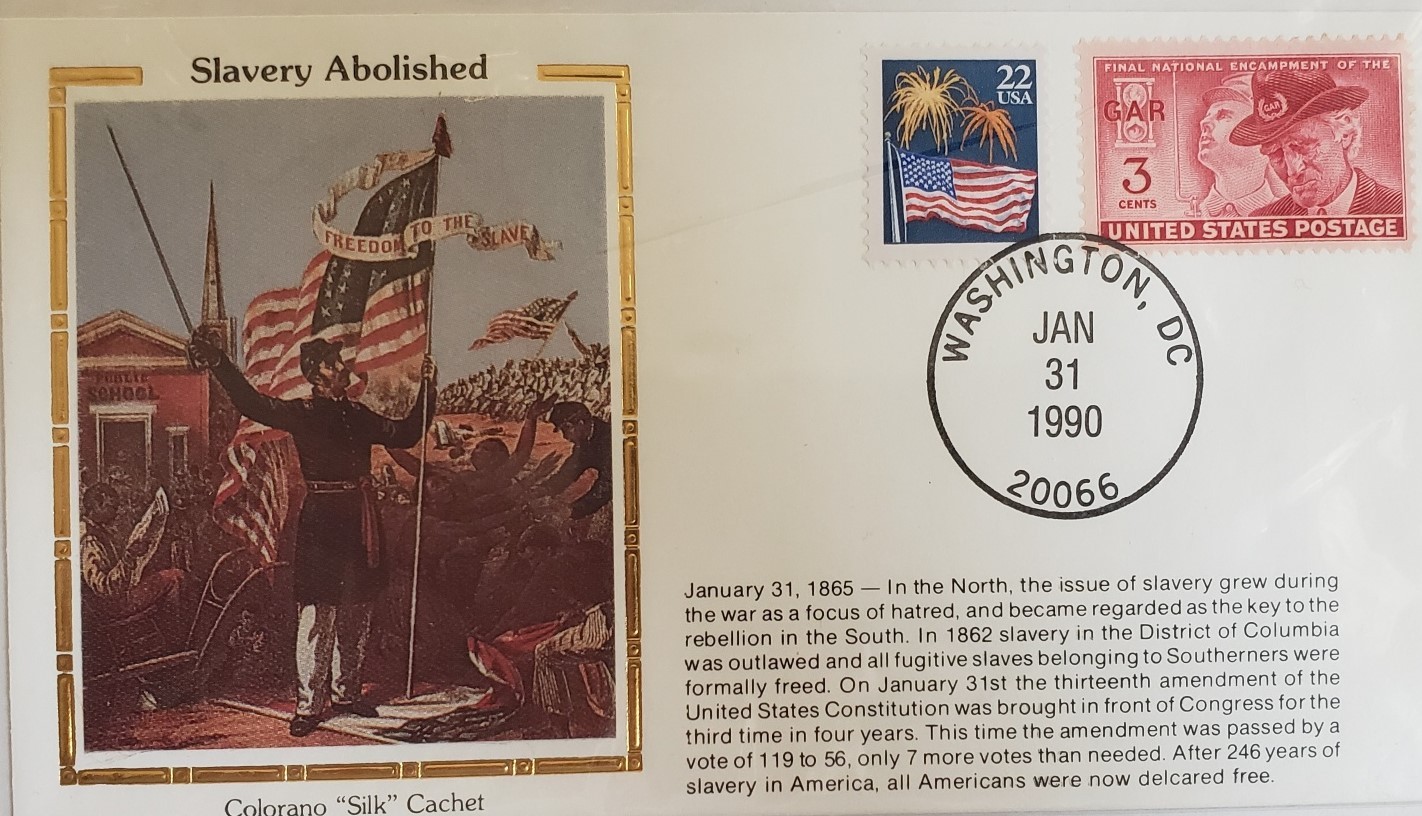 Slavery Abolished
FREEDOM TO THE SLAVE
PUBLIC
SCHOOL
Colorano “Silk” Cachet
22
USA
FINAL NATIONAL ENCAMPMENT OF THE
GAR
GAR
3
CENTS
UNITED STATES POSTAGE
WASHINGTON, DC
JAN
31
1990
20066
January 31, 1865 — In the North, the issue of slavery grew during
the war as a focus of hatred, and became regarded as the key to the
rebellion in the South. In 1862 slavery in the District of Columbia
was outlawed and all fugitive slaves belonging to Southerners were
formally freed. On January 31st the thirteenth amendment of the
United States Constitution was brought in front of Congress for the
third time in four years. This time the amendment was passed by a
vote of 119 to 56, only 7 more votes than needed. After 246 years of
slavery in America, all Americans were now delcared free.